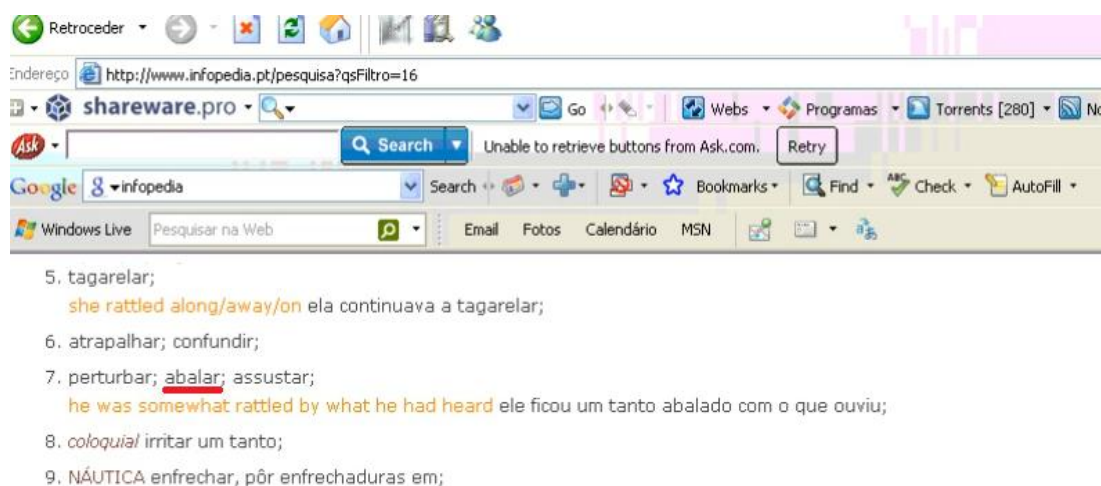 Retroceder
Endereço http://www.infopedia.pt/pesquisa?qsFiltro=16
shareware.pro Go Webs Programas Torrents [280] No
Ask Search Unable to retrieve buttons from Ask.com. Retry
Google infopedia Search Bookmarks Find Check AutoFill
Windows Live Pesquisar na Web Email Fotos Calendário MSN
5. tagarelar;
she rattled along/away/on ela continuava a tagarelar;
6. atrapalhar; confundir;
7. perturbar; abalar; assustar;
he was somewhat rattled by what he had heard ele ficou um tanto abalado com o que ouviu;
8. coloquial irritar um tanto;
9. NÁUTICA enfrechar, pôr enfrechaduras em;